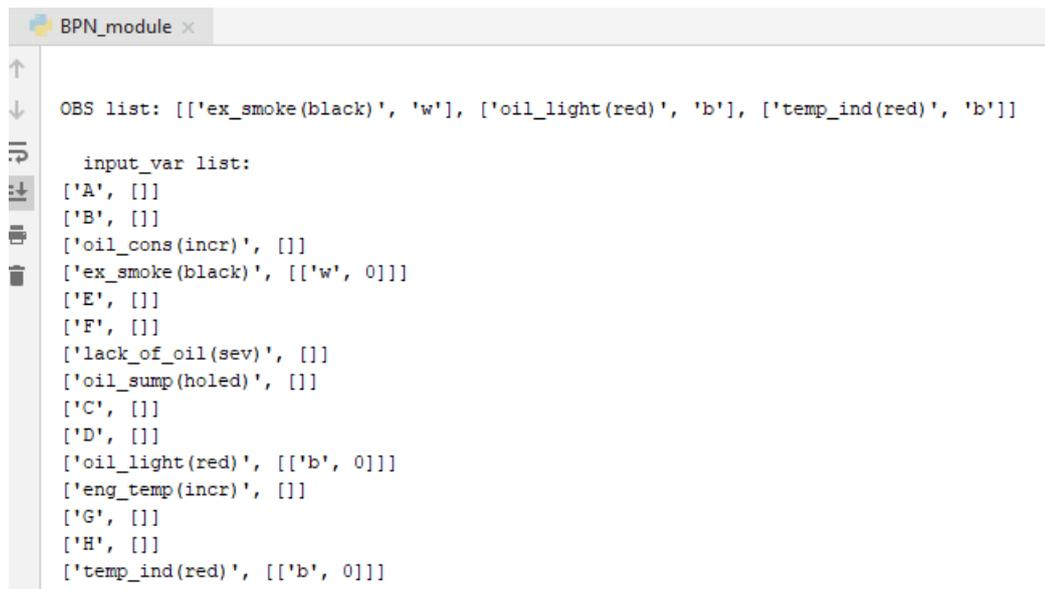 BPN_module ×
OBS list: [['ex_smoke(black)', 'w'], ['oil_light(red)', 'b'], ['temp_ind(red)', 'b']]
input_var list:
['A', []]
['B', []]
['oil_cons(incr)', []]
['ex_smoke(black)', [['w', 0]]]
['E', []]
['F', []]
['lack_of_oil(sev)', []]
['oil_sump(holed)', []]
['C', []]
['D', []]
['oil_light(red)', [['b', 0]]]
['eng_temp(incr)', []]
['G', []]
['H', []]
['temp_ind(red)', [['b', 0]]]